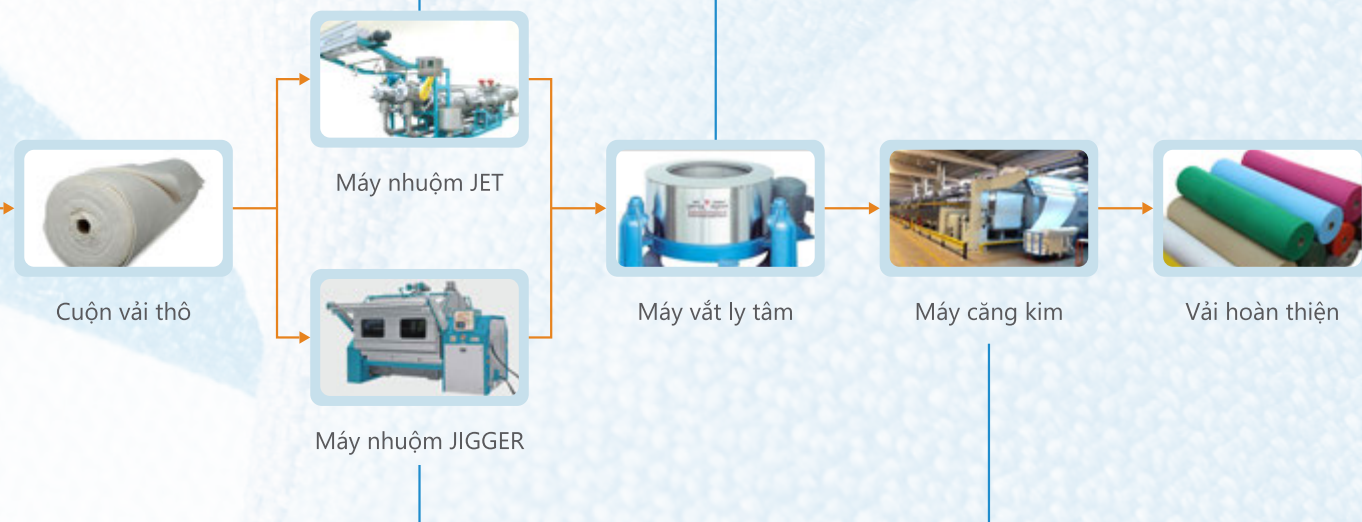 Máy nhuộm JET
Cuộn vải thô
Máy vắt ly tâm
Máy căng kim
Vải hoàn thiện
Máy nhuộm JIGGER